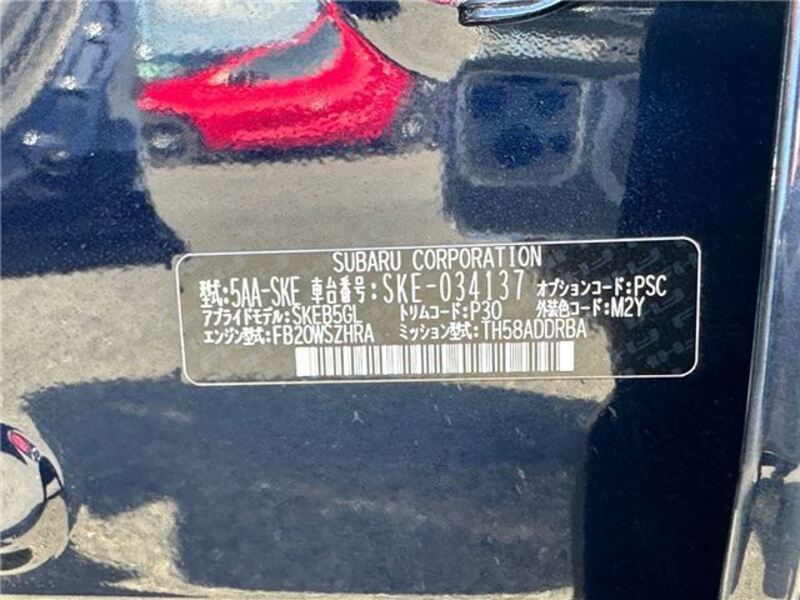 SUBARU CORPORATION
型式:5AA-SKE 車台番号:SKE-034137 オプションコード:PSC
アプライドモデル:SKEB5GL トリムコード:P30 外装色コード:M2Y
エンジン型式:FB20WSZHRA ミッション型式:TH58ADDRBA